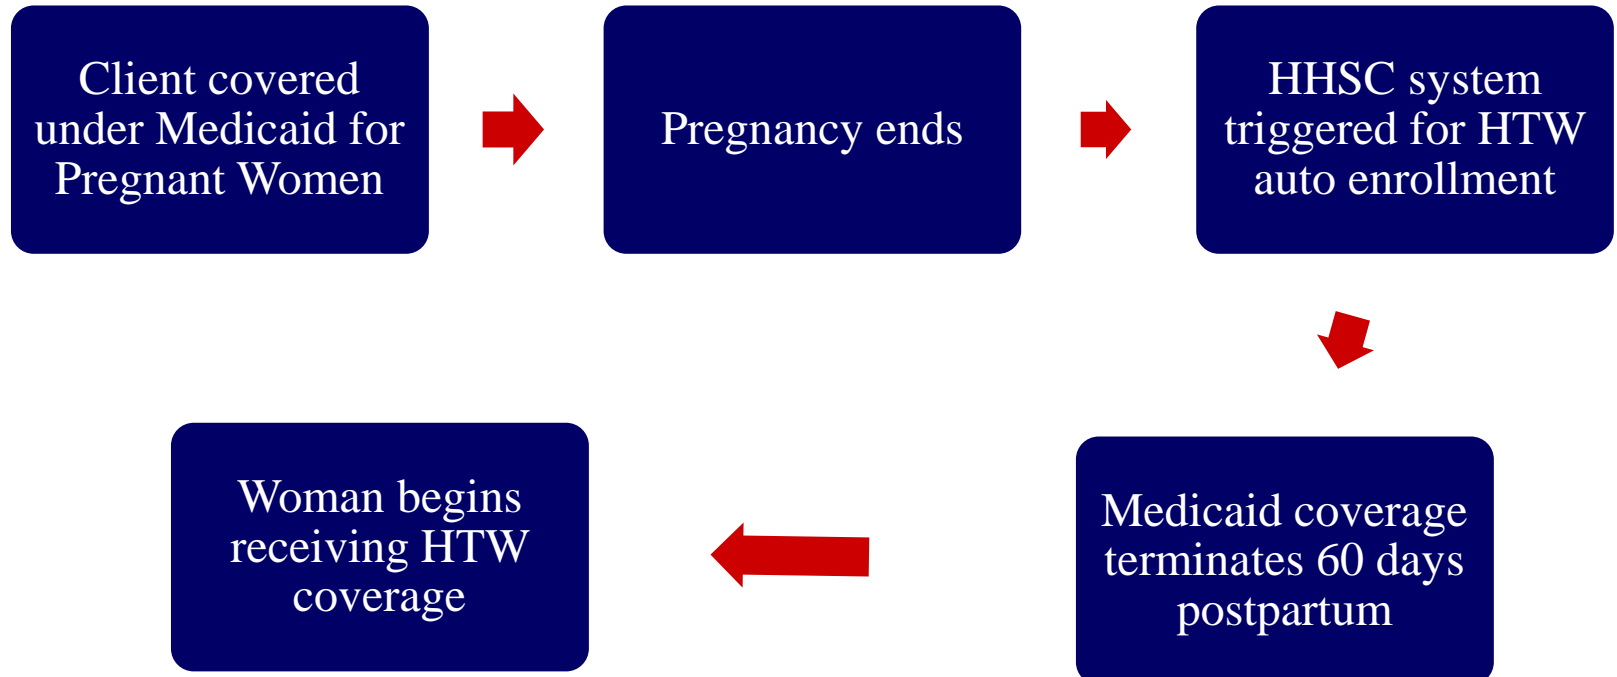 Client covered
under Medicaid for
Pregnant Women
Pregnancy ends
HHSC system
triggered for HTW
auto enrollment
Medicaid coverage
terminates 60 days
postpartum
Woman begins
receiving HTW
coverage